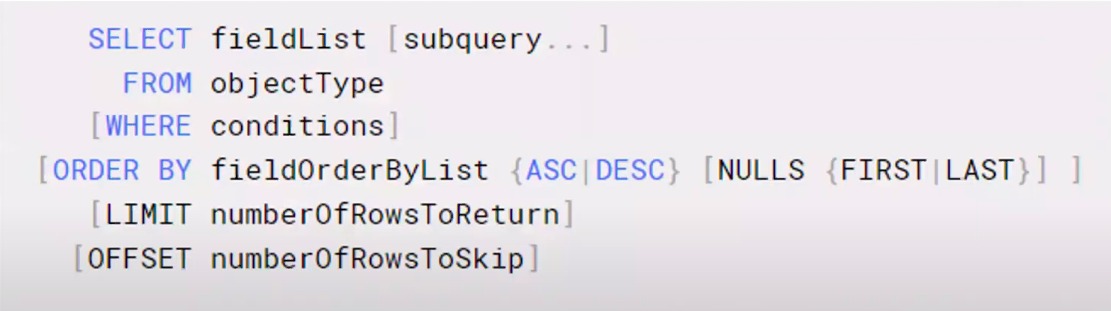 SELECT fieldList [subquery...]
FROM objectType
[WHERE conditions]
[ORDER BY fieldOrderByList {ASC|DESC} [NULLS {FIRST|LAST}] ]
[LIMIT numberOfRowsToReturn]
[OFFSET numberOfRowsToSkip]